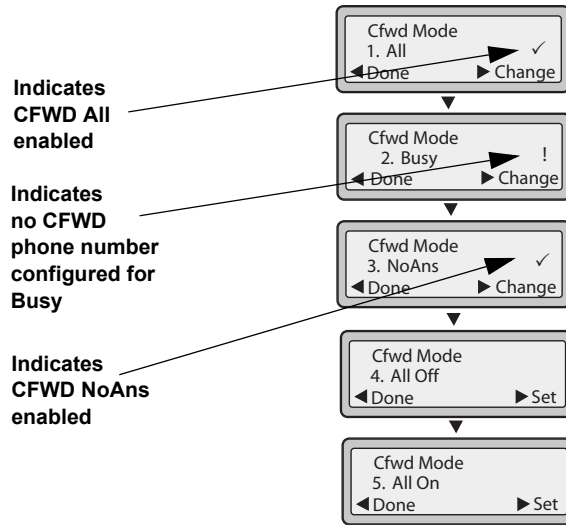 Cfwd Mode
1. All ✓
◀Done ▶Change
▼
Indicates
CFWD All
enabled
Cfwd Mode
2. Busy !
◀Done ▶Change
▼
Indicates
no CFWD
phone number
configured for
Busy
Cfwd Mode
3. NoAns ✓
◀Done ▶Change
▼
Indicates
CFWD NoAns
enabled
Cfwd Mode
4. All Off
◀Done ▶Set
▼
Cfwd Mode
5. All On
◀Done ▶Set